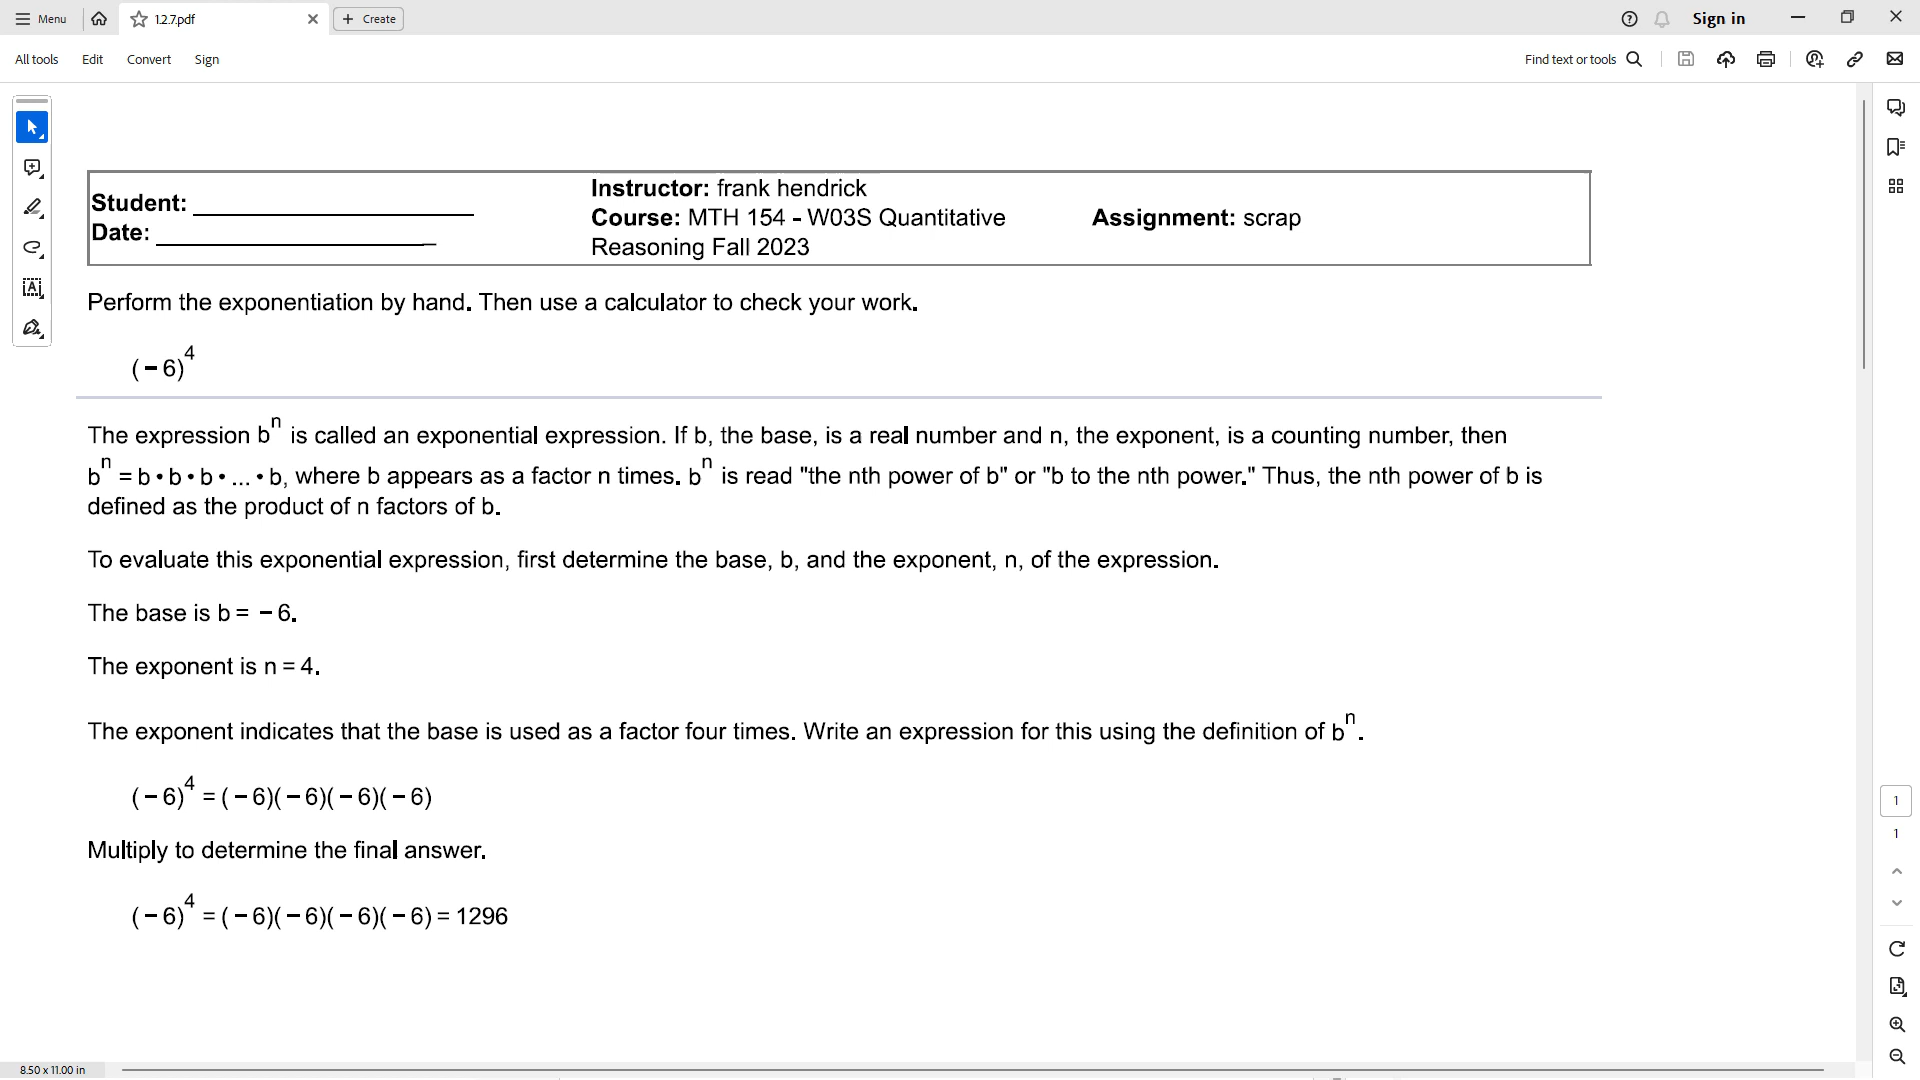 Menu
1.2.7.pdf
Create
Sign in
All tools
Edit
Convert
Sign
Find text or tools
Student: ____________________
Instructor: frank hendrick
Date: ____________________
Course: MTH 154 - W03S Quantitative
Reasoning Fall 2023
Assignment: scrap
Perform the exponentiation by hand. Then use a calculator to check your work.
(−6)⁴
The expression bⁿ is called an exponential expression. If b, the base, is a real number and n, the exponent, is a counting number, then
bⁿ = b • b • b • ... • b, where b appears as a factor n times. bⁿ is read "the nth power of b" or "b to the nth power." Thus, the nth power of b is
defined as the product of n factors of b.
To evaluate this exponential expression, first determine the base, b, and the exponent, n, of the expression.
The base is b = −6.
The exponent is n = 4.
The exponent indicates that the base is used as a factor four times. Write an expression for this using the definition of bⁿ.
(−6)⁴ = (−6)(−6)(−6)(−6)
Multiply to determine the final answer.
(−6)⁴ = (−6)(−6)(−6)(−6) = 1296
1
1
8.50 x 11.00 in